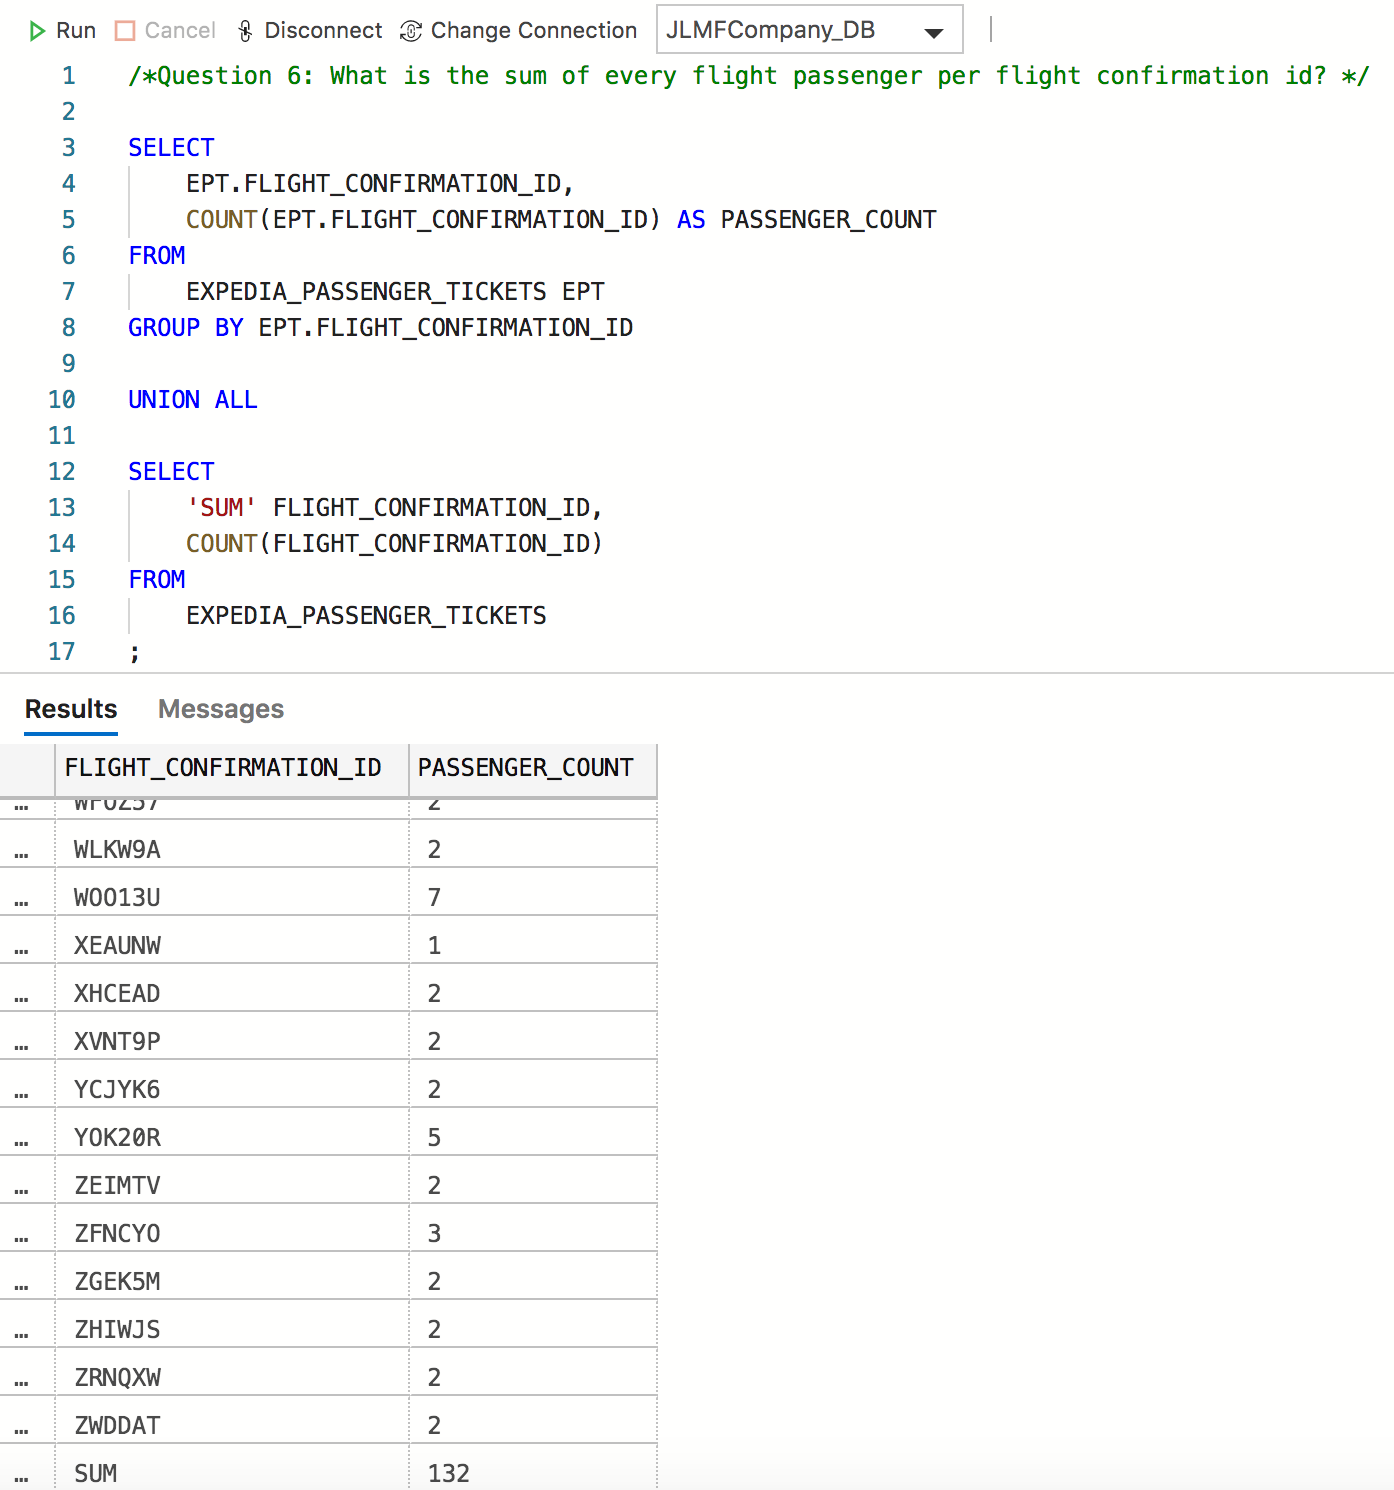 Run Cancel Disconnect Change Connection JLMFCompany_DB
1 /*Question 6: What is the sum of every flight passenger per flight confirmation id? */
2
3 SELECT
4 EPT.FLIGHT_CONFIRMATION_ID,
5 COUNT(EPT.FLIGHT_CONFIRMATION_ID) AS PASSENGER_COUNT
6 FROM
7 EXPEDIA_PASSENGER_TICKETS EPT
8 GROUP BY EPT.FLIGHT_CONFIRMATION_ID
9
10 UNION ALL
11
12 SELECT
13 'SUM' FLIGHT_CONFIRMATION_ID,
14 COUNT(FLIGHT_CONFIRMATION_ID)
15 FROM
16 EXPEDIA_PASSENGER_TICKETS
17 ;
Results Messages
FLIGHT_CONFIRMATION_ID PASSENGER_COUNT
… 2
… WLKW9A 2
… WOO13U 7
… XEAUNW 1
… XHCEAD 2
… XVNT9P 2
… YCJYK6 2
… YOK20R 5
… ZEIMTV 2
… ZFNCYO 3
… ZGEK5M 2
… ZHIWJS 2
… ZRNQXW 2
… ZWDDAT 2
… SUM 132